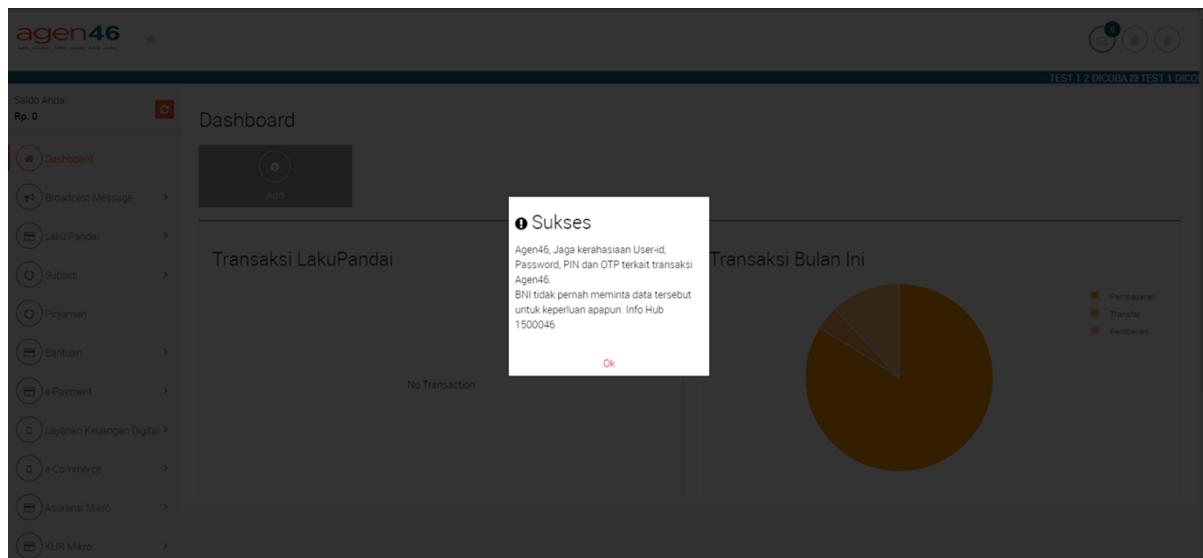 agen46
6
TEST 1 2 DICOBA
TEST 1 DICO
Saldo Anda:
Rp. 0
Dashboard
Broadcast Message
Laku Pandai
Subsidi
Pinjaman
Bantuan
e-Payment
Layanan Keuangan Digital
e-Commerce
Asuransi Mikro
KUR Mikro
Dashboard
Add
Transaksi LakuPandai
No Transaction
Sukses
Agen46, Jaga kerahasiaan User-id,
Password, PIN dan OTP terkait transaksi
Agen46.
BNI tidak pernah meminta data tersebut
untuk keperluan apapun. Info Hub
1500046.
Ok
Transaksi Bulan Ini
Pembayaran
Transfer
Pembelian